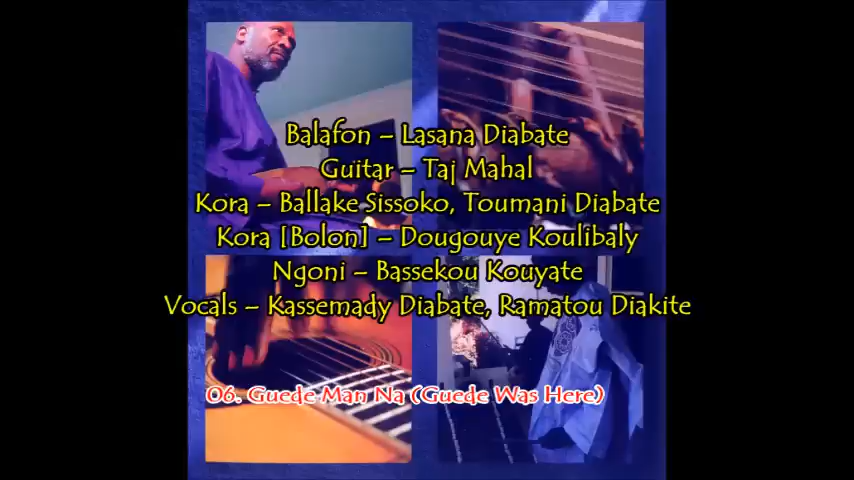 Balafon – Lasana Diabate
Guitar – Taj Mahal
Kora – Ballake Sissoko, Toumani Diabate
Kora [Bolon] – Dougouye Koulibaly
Ngoni – Bassekou Kouyate
Vocals – Kassemady Diabate, Ramatou Diakite
06. Guede Man Na (Guede Was Here)